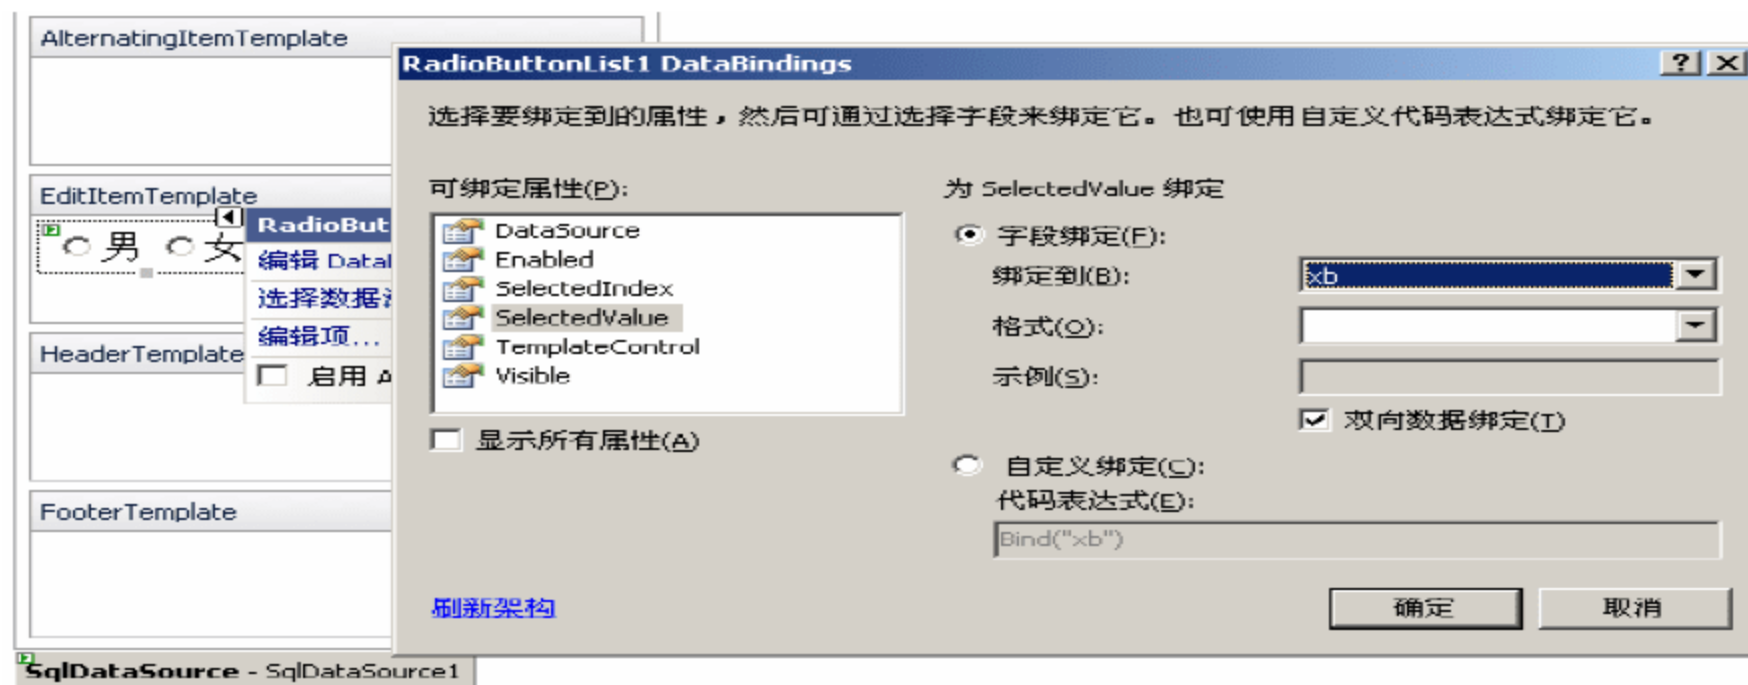 AlternatingItemTemplate
EditItemTemplate
男 女
RadioBut
编辑 Data
选择数据
编辑项...
启用 A
HeaderTemplate
FooterTemplate
SqlDataSource - SqlDataSource1
RadioButtonList1 DataBindings
选择要绑定到的属性，然后可通过选择字段来绑定它。也可使用自定义代码表达式绑定它。
可绑定属性(P):
DataSource
Enabled
SelectedIndex
SelectedValue
TemplateControl
Visible
显示所有属性(A)
为 SelectedValue 绑定
字段绑定(F):
绑定到(B): xb
格式(O):
示例(S):
双向数据绑定(T)
自定义绑定(C):
代码表达式(E):
Bind("xb")
刷新架构
确定 取消